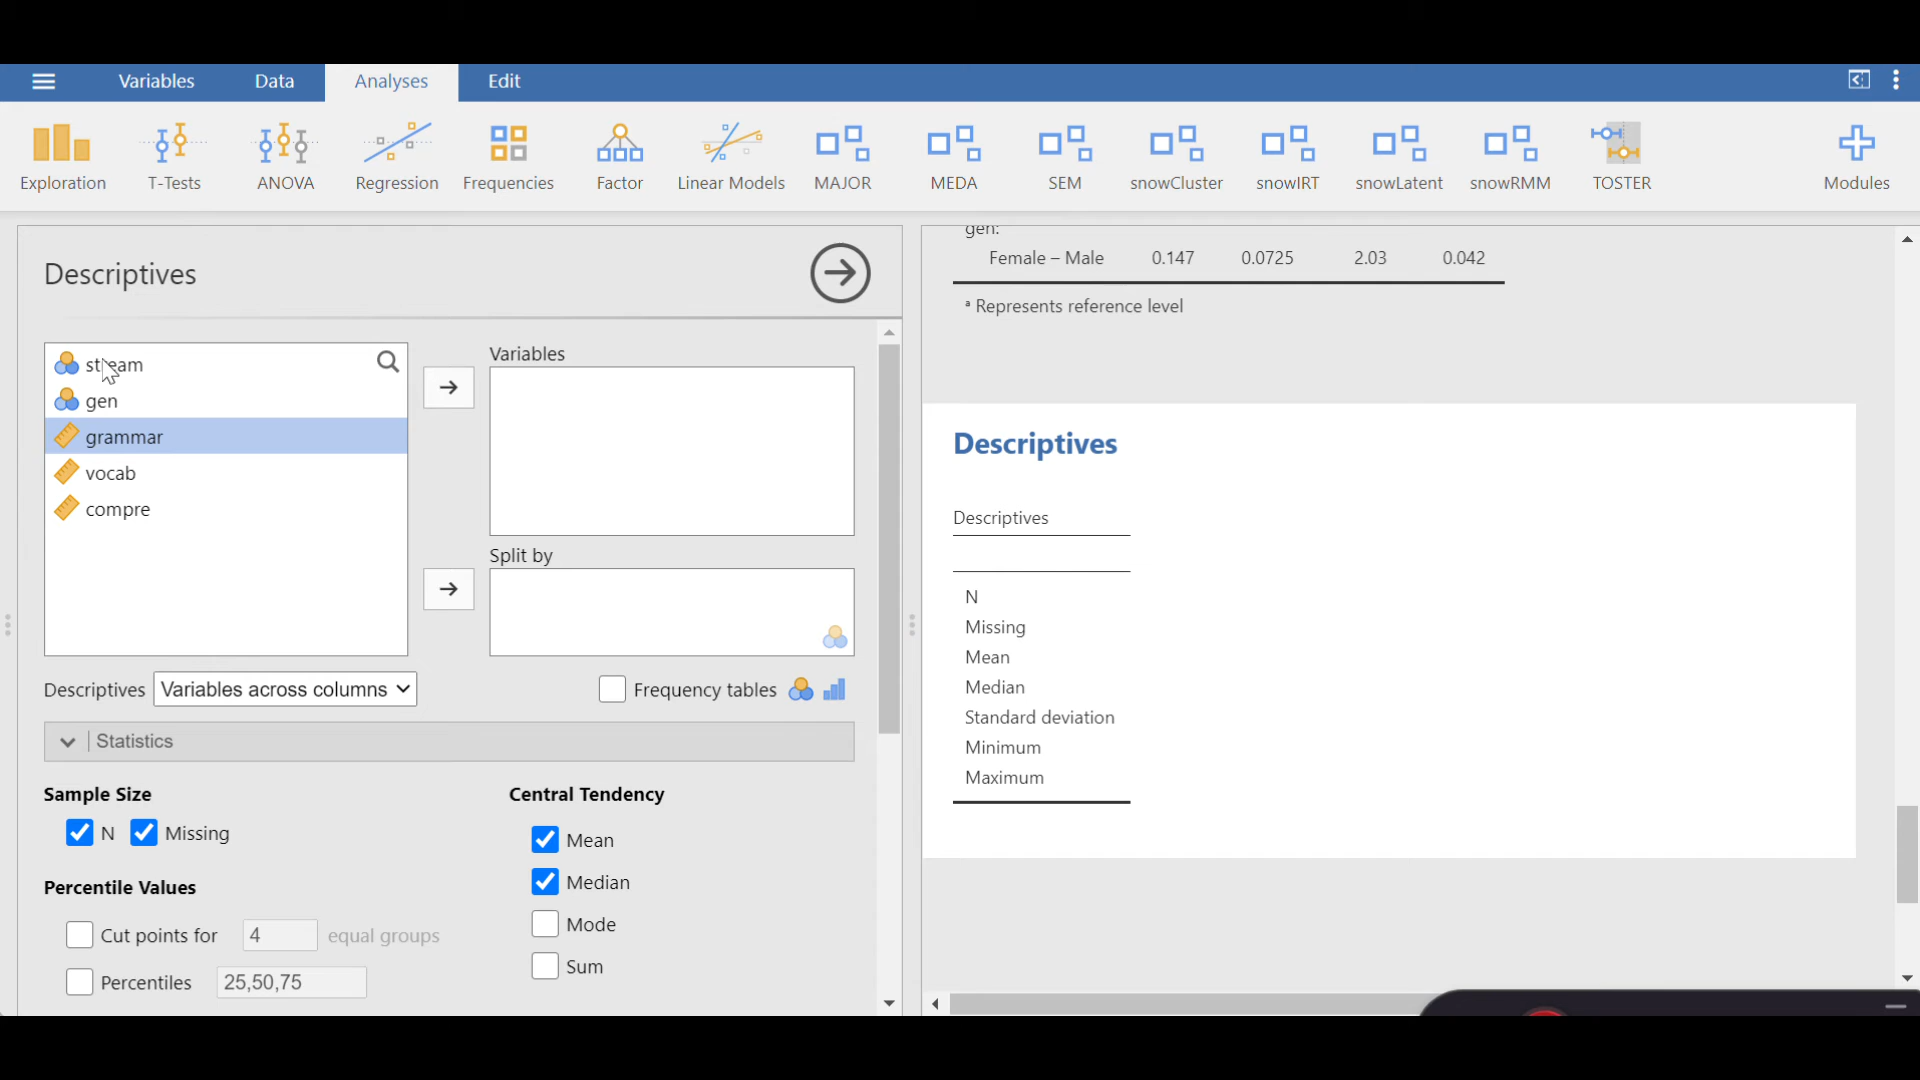 Variables Data Analyses Edit
Exploration T-Tests ANOVA Regression Frequencies Factor Linear Models MAJOR MEDA SEM snowCluster snowIRT snowLatent snowRMM TOSTER Modules
Descriptives
stream
gen
grammar
vocab
compre
Variables
Split by
Descriptives Variables across columns Frequency tables
Statistics
Sample Size
N Missing
Percentile Values
Cut points for 4 equal groups
Percentiles 25,50,75
Central Tendency
Mean
Median
Mode
Sum
gen:
Female – Male 0.147 0.0725 2.03 0.042
ᵃ Represents reference level
Descriptives
Descriptives
N
Missing
Mean
Median
Standard deviation
Minimum
Maximum